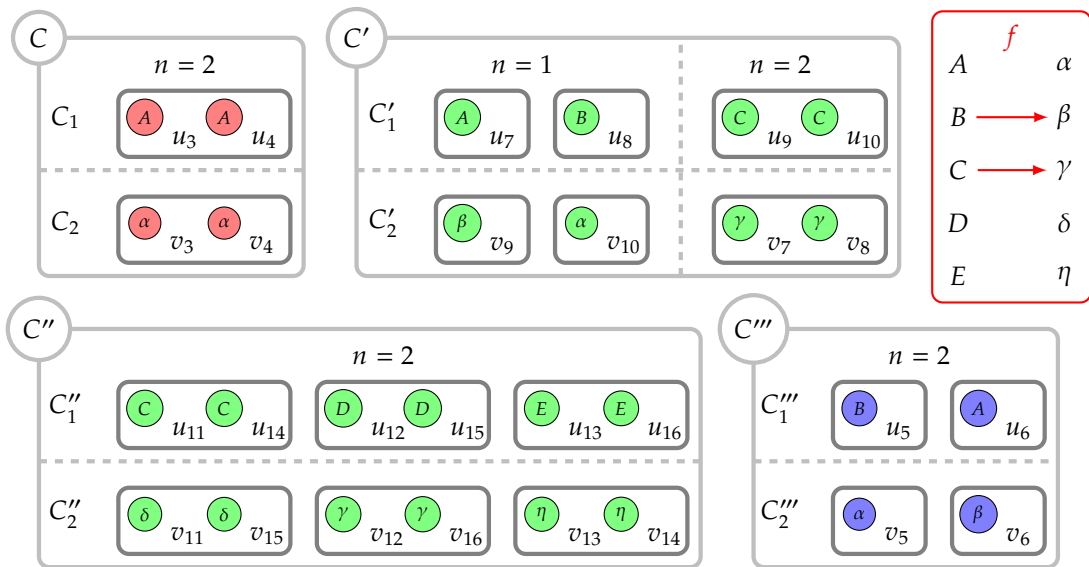 C
n = 2
C₁ A u₃ A u₄
C₂ α v₃ α v₄
C′
n = 1 n = 2
C′₁ A u₇ B u₈ C u₉ C u₁₀
C′₂ β v₉ α v₁₀ γ v₇ γ v₈
f
A α
B β
C γ
D δ
E η
C″
n = 2
C″₁ C u₁₁ C u₁₄ D u₁₂ D u₁₅ E u₁₃ E u₁₆
C″₂ δ v₁₁ δ v₁₅ γ v₁₂ γ v₁₆ η v₁₃ η v₁₄
C‴
n = 2
C‴₁ B u₅ A u₆
C‴₂ α v₅ β v₆